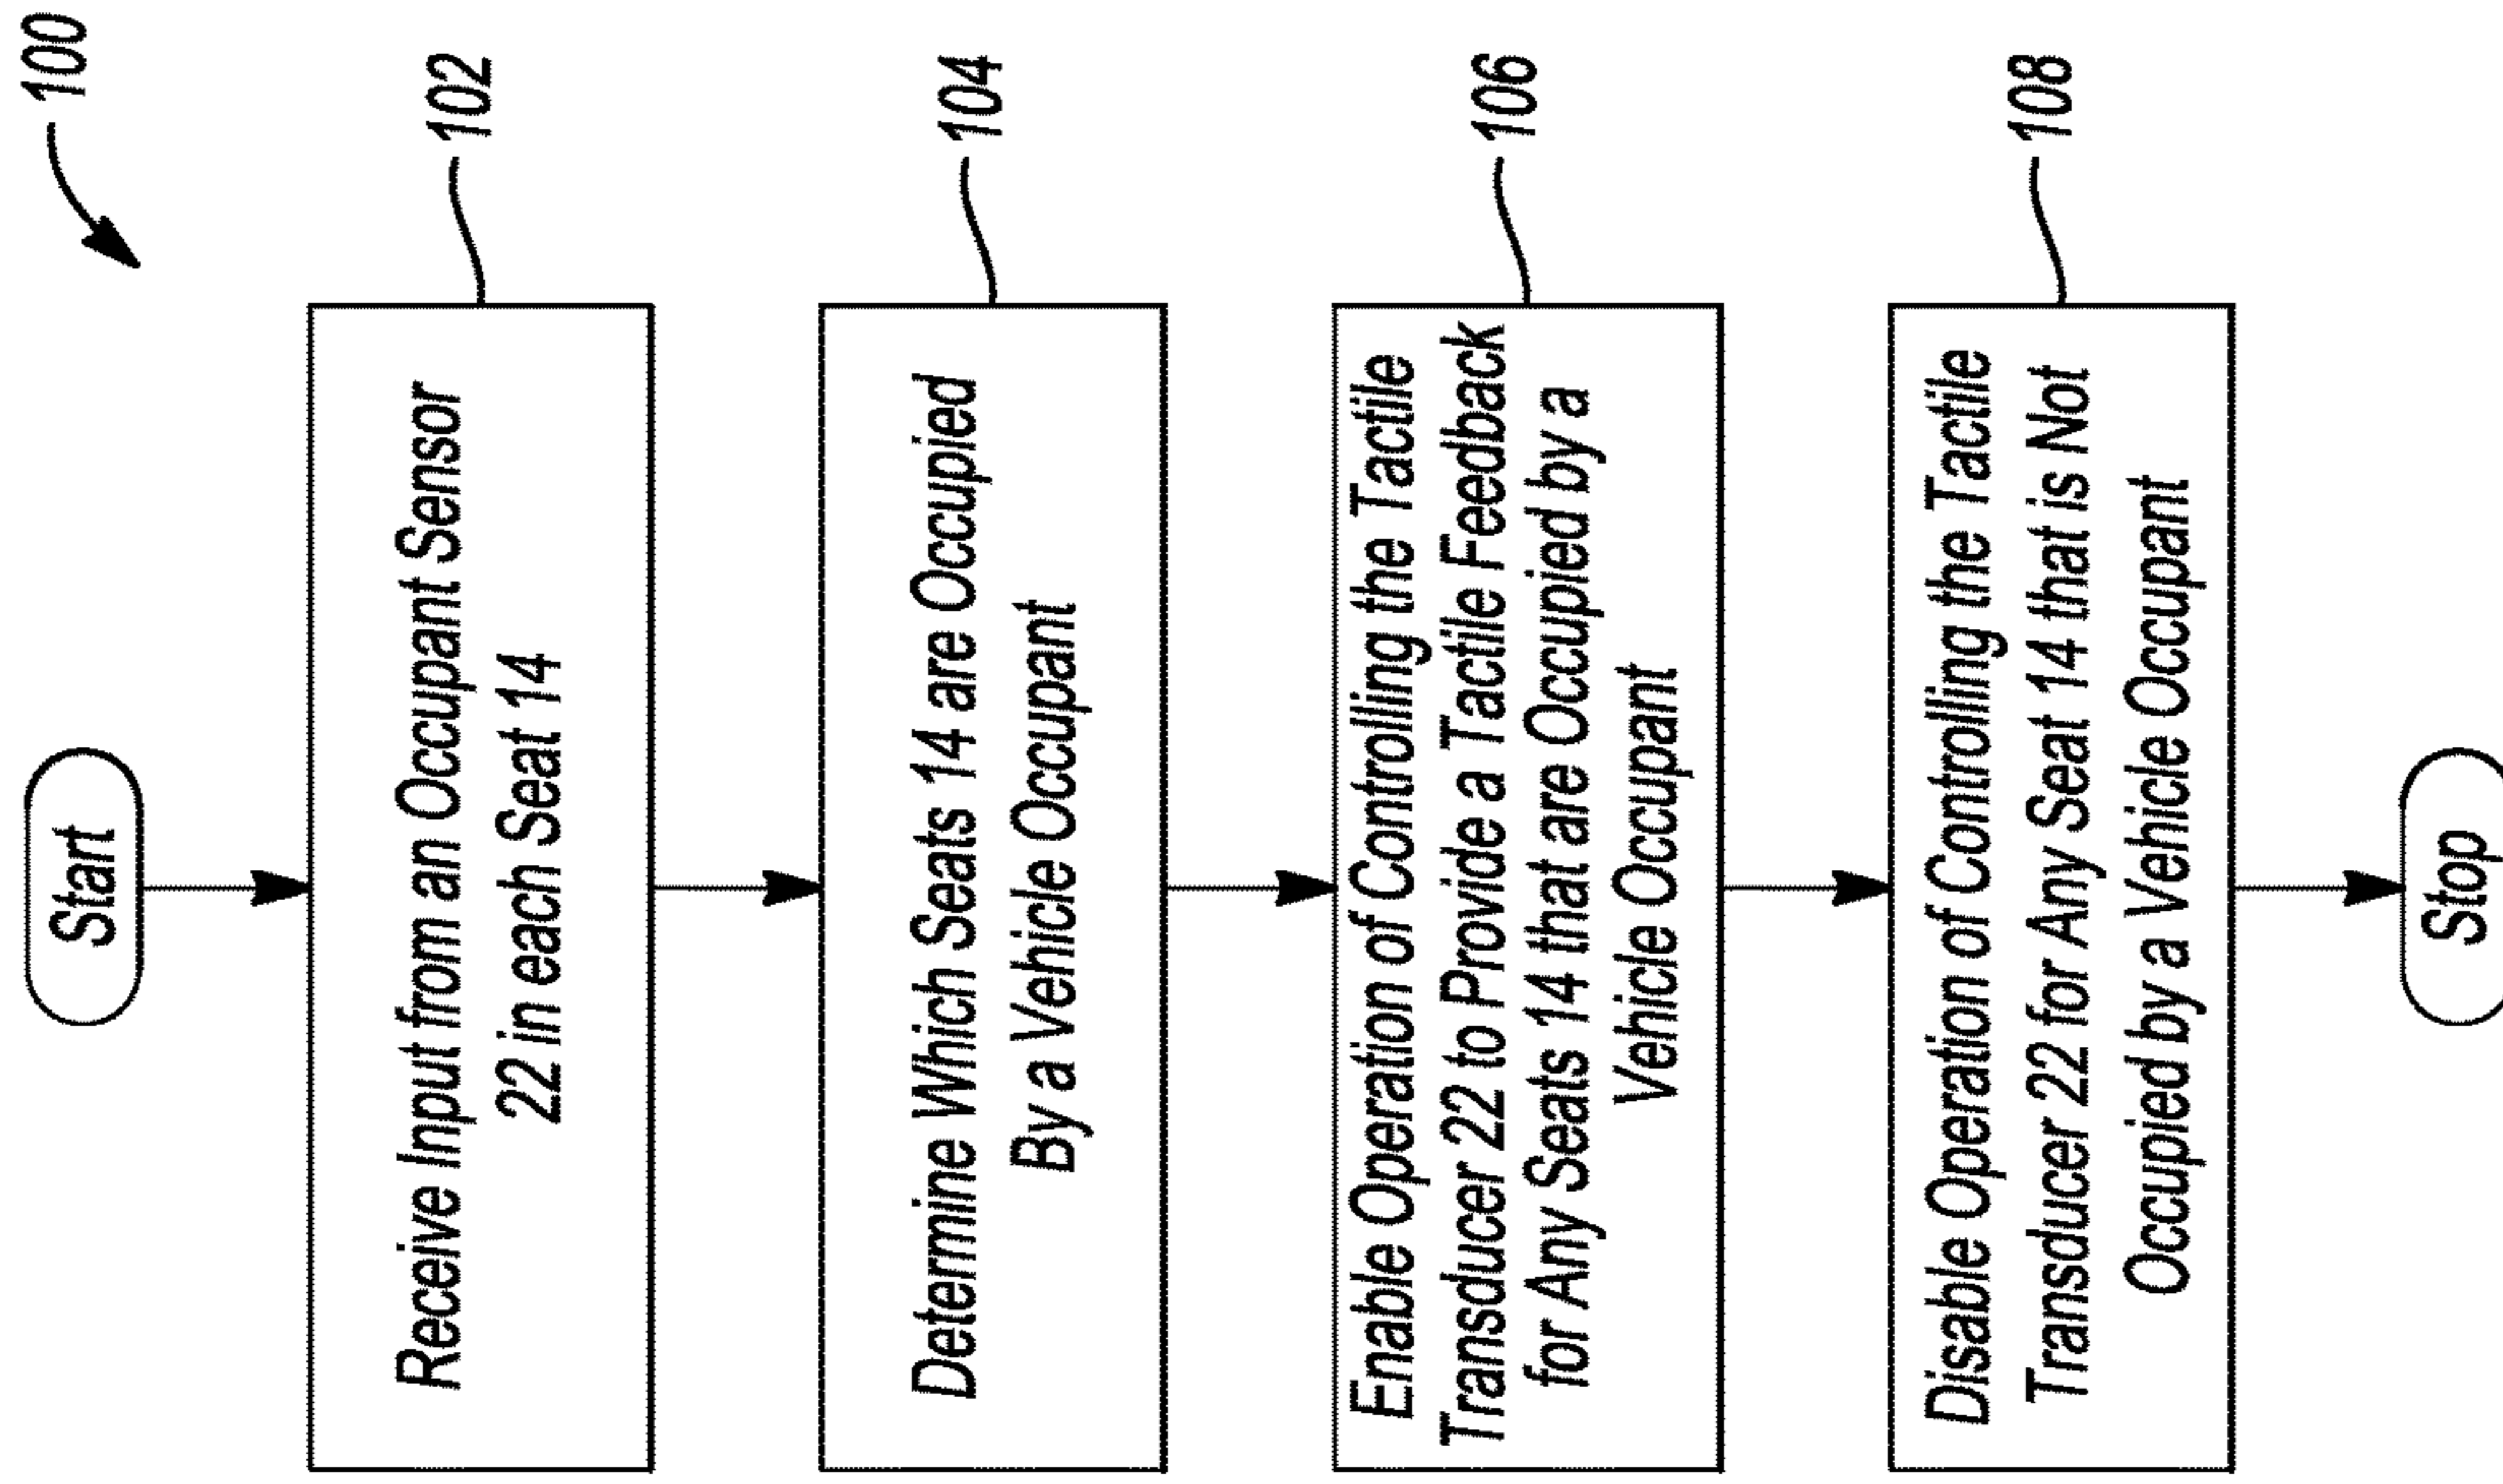 100
Start
Receive Input from an Occupant Sensor
22 in each Seat 14
102
Determine Which Seats 14 are Occupied
By a Vehicle Occupant
104
Enable Operation of Controlling the Tactile
Transducer 22 to Provide a Tactile Feedback
for Any Seats 14 that are Occupied by a
Vehicle Occupant
106
Disable Operation of Controlling the Tactile
Transducer 22 for Any Seat 14 that is Not
Occupied by a Vehicle Occupant
108
Stop